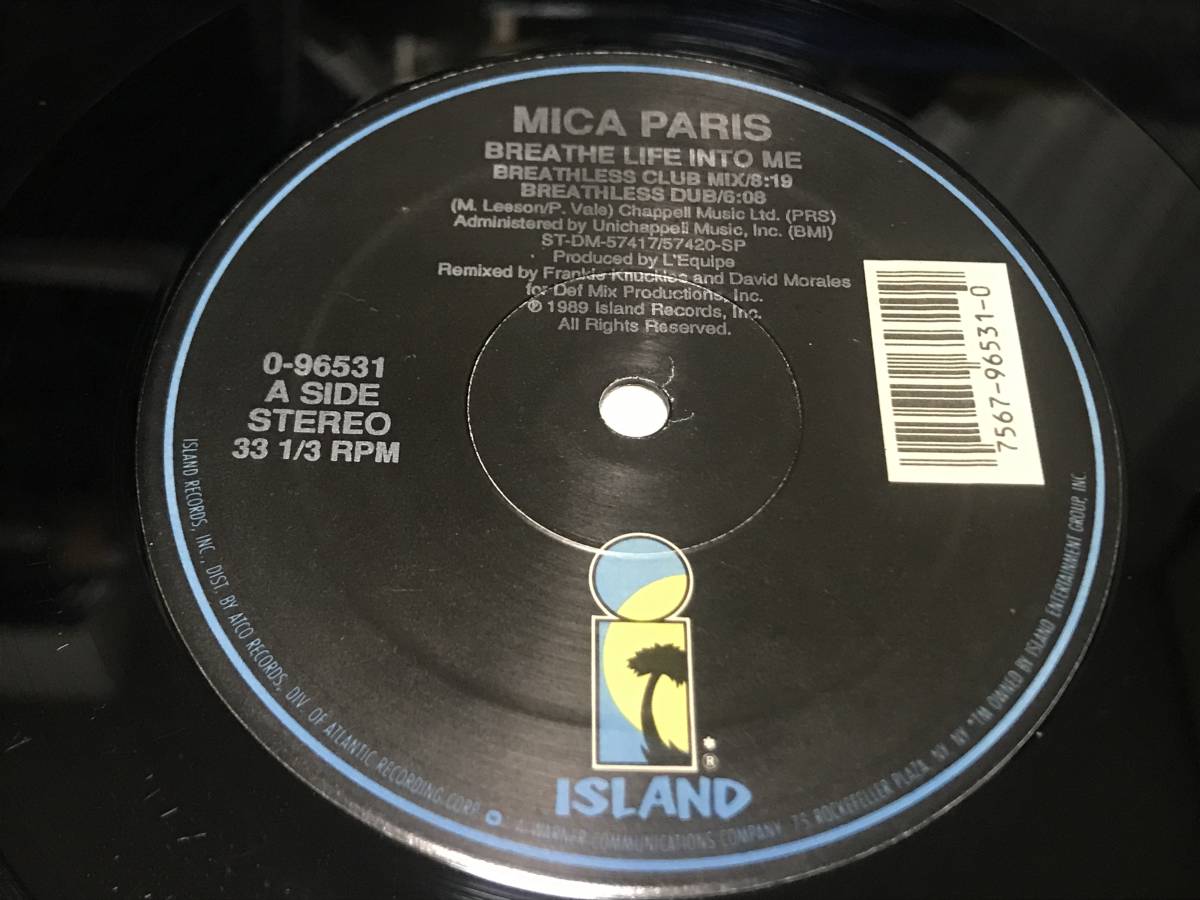 MICA PARIS
BREATHE LIFE INTO ME
BREATHLESS CLUB MIX/8:19
BREATHLESS DUB/6:08
(M. Leeson/P. Vale) Chappell Music Ltd. (PRS)
Administered by Unichappell Music, Inc. (BMI)
ST-DM-57417/57420-SP
Produced by L'Equipe
Remixed by Frankie Knuckles and David Morales
for Def Mix Productions, Inc.
℗ 1989 Island Records, Inc.
All Rights Reserved.
0-96531
A SIDE
STEREO
33 1/3 RPM
7567-96531-0
*
®
ISLAND
ISLAND RECORDS, INC., DIST. BY ATCO RECORDS, DIV. OF ATLANTIC RECORDING CORP. A WARNER COMMUNICATIONS COMPANY 75 ROCKEFELLER PLAZA, NY, NY *TM OWNED BY ISLAND ENTERTAINMENT GROUP, INC.